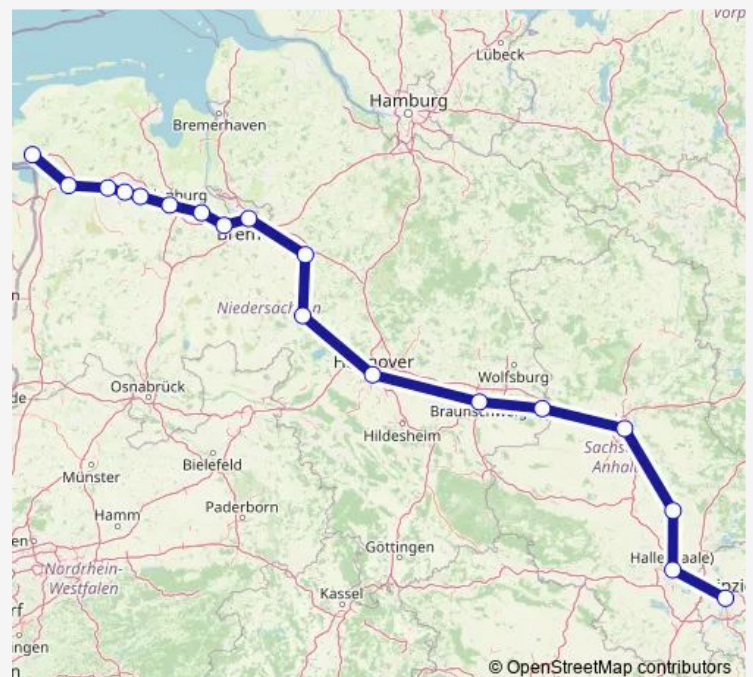 Vorp
Lübeck
Hamburg
Bremerhaven
Niedersachsen
Hannover
Wolfsburg
Osnabrück
Braunschweig
Hildesheim
Sachs
Anhalt
Bielefeld
Münster
Paderborn
Hamm
Göttingen
Halle (Saale)
Nordrhein-
Westfalen
Kassel
© OpenStreetMap contributors